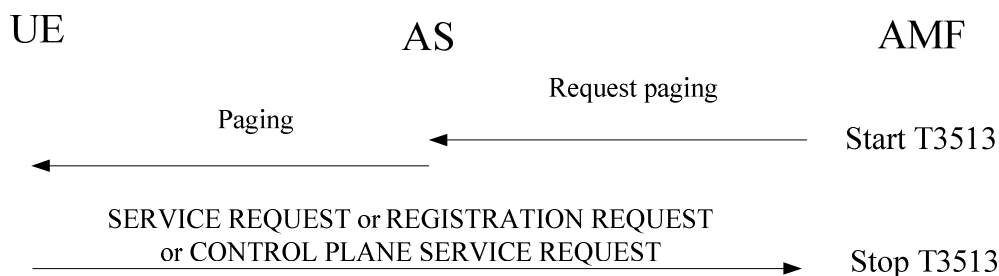 UE
AS
AMF
Request paging
Paging
Start T3513
SERVICE REQUEST or REGISTRATION REQUEST
or CONTROL PLANE SERVICE REQUEST
Stop T3513